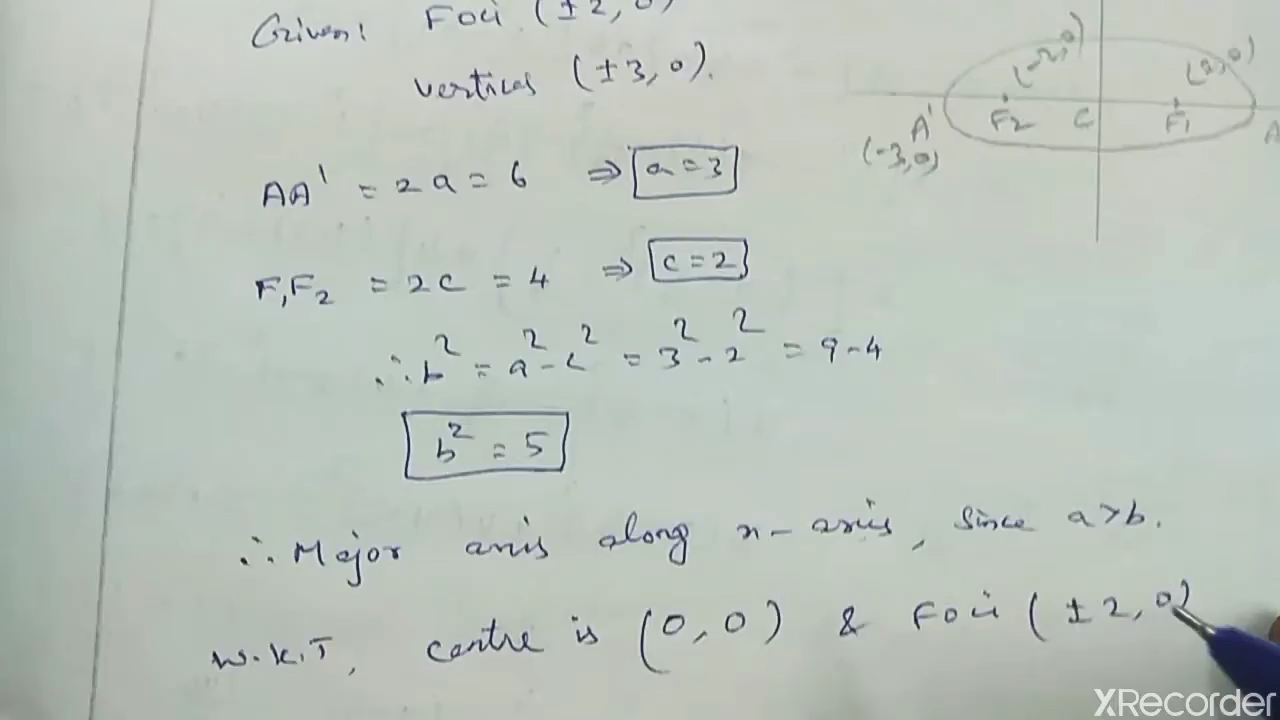 Given: Foci (±2, 0)
vertices (±3, 0).
(-2, 0)
(2, 0)
A'
F2
C
F1
A
(-3, 0)
AA' = 2a = 6 ⇒ a = 3
F1F2 = 2c = 4 ⇒ c = 2
∴ b² = a² - c² = 3² - 2² = 9 - 4
b² = 5
∴ Major axis along x-axis, since a > b.
W.K.T, centre is (0, 0) & Foci (±2, 0)
XRecorder